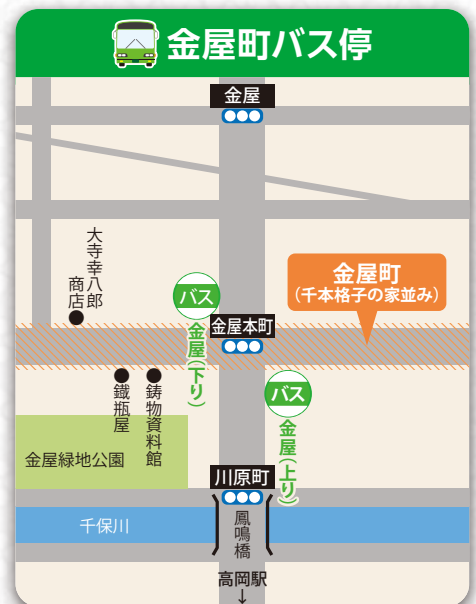 金屋町バス停
金屋
大寺幸八郎
商店
バス
金屋(下り)
金屋町
(千本格子の家並み)
金屋本町
鐵瓶屋
鋳物資料館
バス
金屋(上り)
金屋緑地公園
川原町
千保川
鳳鳴橋
高岡駅
↓